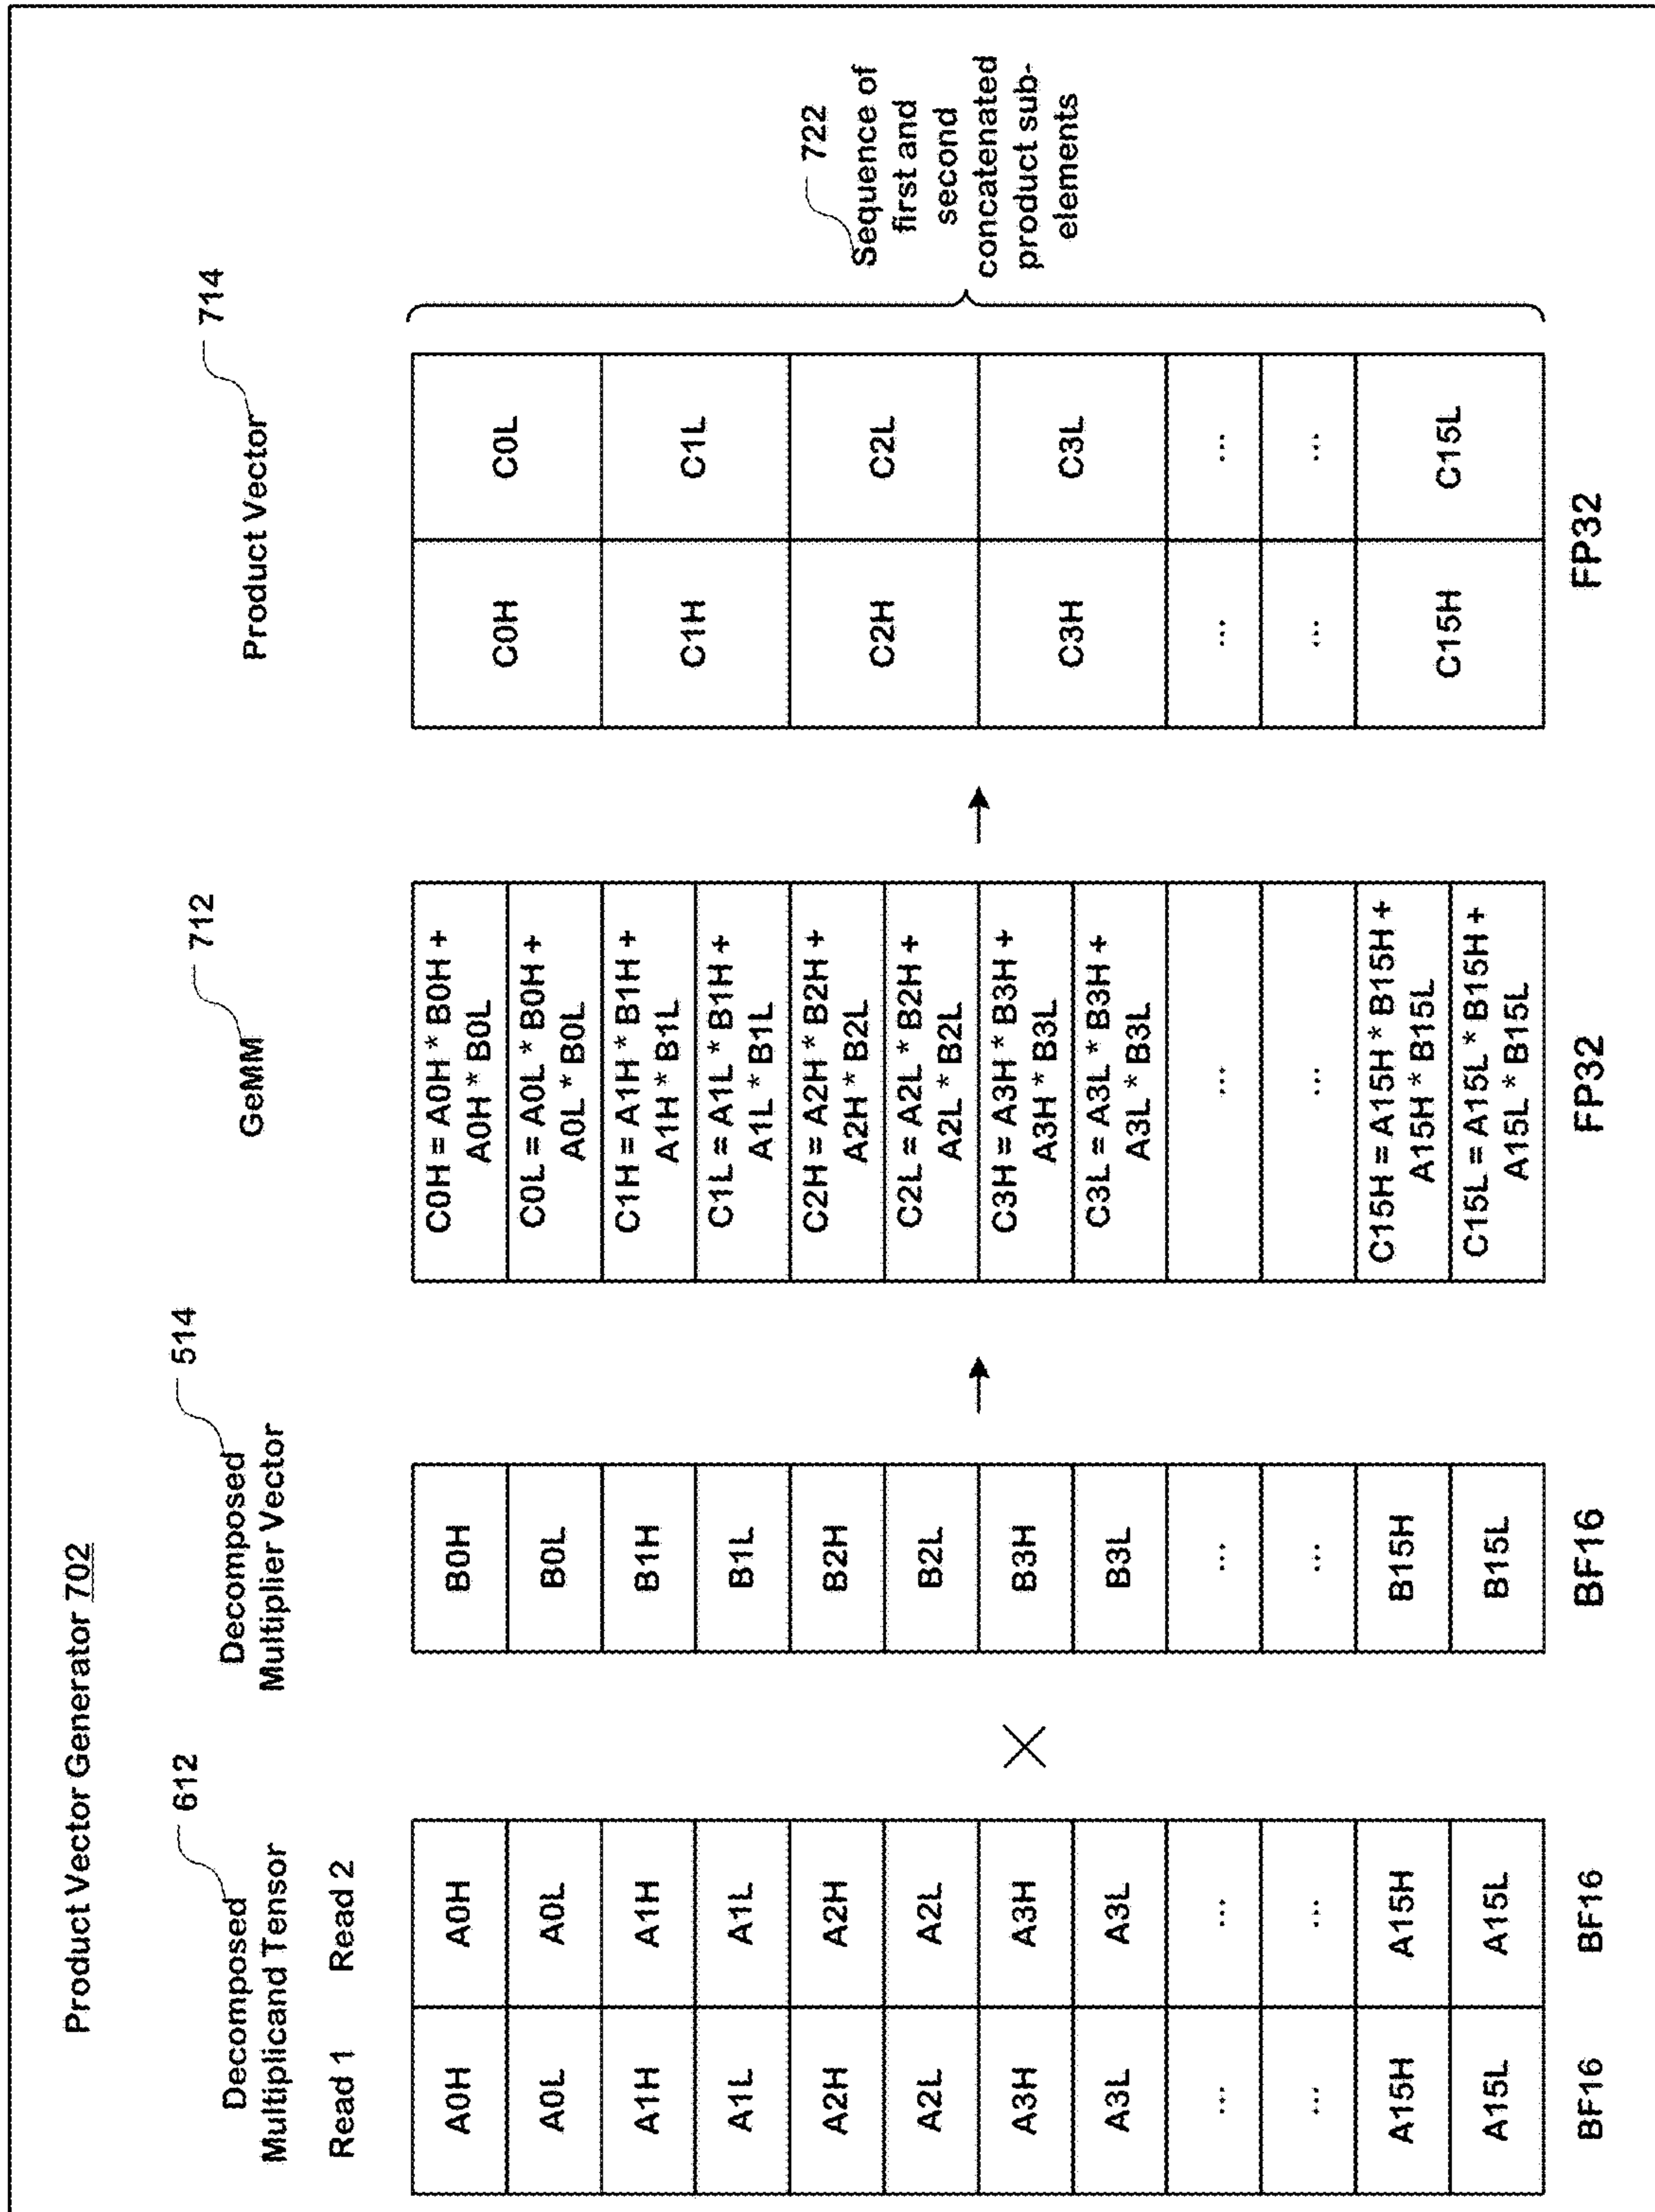 Product Vector Generator 702
612
Decomposed
Multiplicand Tensor
Read 1 Read 2
A0H A0H
A0L A0L
A1H A1H
A1L A1L
A2H A2H
A2L A2L
A3H A3H
A3L A3L
... ...
... ...
A15H A15H
A15L A15L
BF16 BF16
514
Decomposed
Multiplier Vector
B0H
B0L
B1H
B1L
B2H
B2L
B3H
B3L
...
...
B15H
B15L
BF16
712
GeMM
C0H = A0H * B0H +
A0H * B0L
C0L = A0L * B0H +
A0L * B0L
C1H = A1H * B1H +
A1H * B1L
C1L = A1L * B1H +
A1L * B1L
C2H = A2H * B2H +
A2H * B2L
C2L = A2L * B2H +
A2L * B2L
C3H = A3H * B3H +
A3H * B3L
C3L = A3L * B3H +
A3L * B3L
...
...
C15H = A15H * B15H +
A15H * B15L
C15L = A15L * B15H +
A15L * B15L
FP32
714
Product Vector
C0H C0L
C1H C1L
C2H C2L
C3H C3L
... ...
... ...
C15H C15L
FP32
722
Sequence of
first and
second
concatenated
product sub-
elements